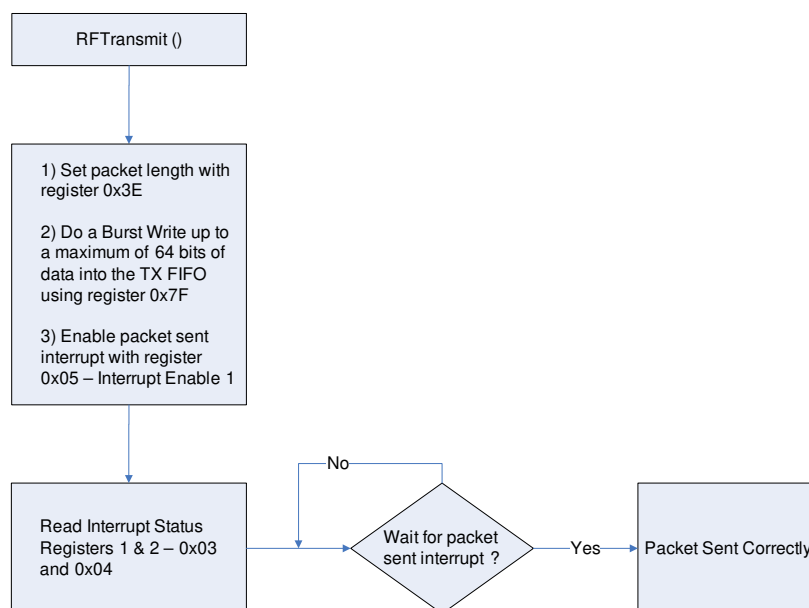 RFTransmit ()
1) Set packet length with
register 0x3E
2) Do a Burst Write up to
a maximum of 64 bits of
data into the TX FIFO
using register 0x7F
3) Enable packet sent
interrupt with register
0x05 – Interrupt Enable 1
Read Interrupt Status
Registers 1 & 2 – 0x03
and 0x04
No
Wait for packet
sent interrupt ?
Yes
Packet Sent Correctly